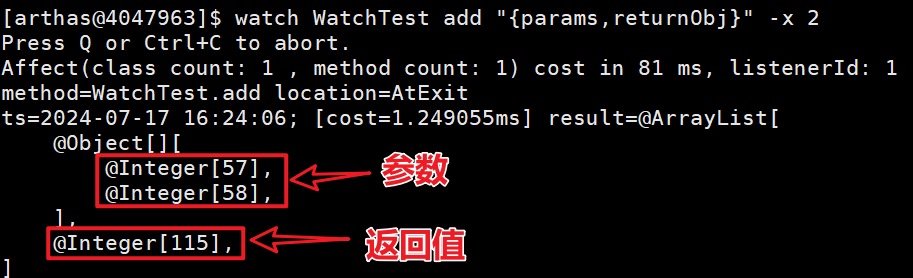 [arthas@4047963]$ watch WatchTest add "{params,returnObj}" -x 2
Press Q or Ctrl+C to abort.
Affect(class count: 1 , method count: 1) cost in 81 ms, listenerId: 1
method=WatchTest.add location=AtExit
ts=2024-07-17 16:24:06; [cost=1.249055ms] result=@ArrayList[
    @Object[][
        @Integer[57],
        @Integer[58],
参数
    ],
    @Integer[115],
返回值
]